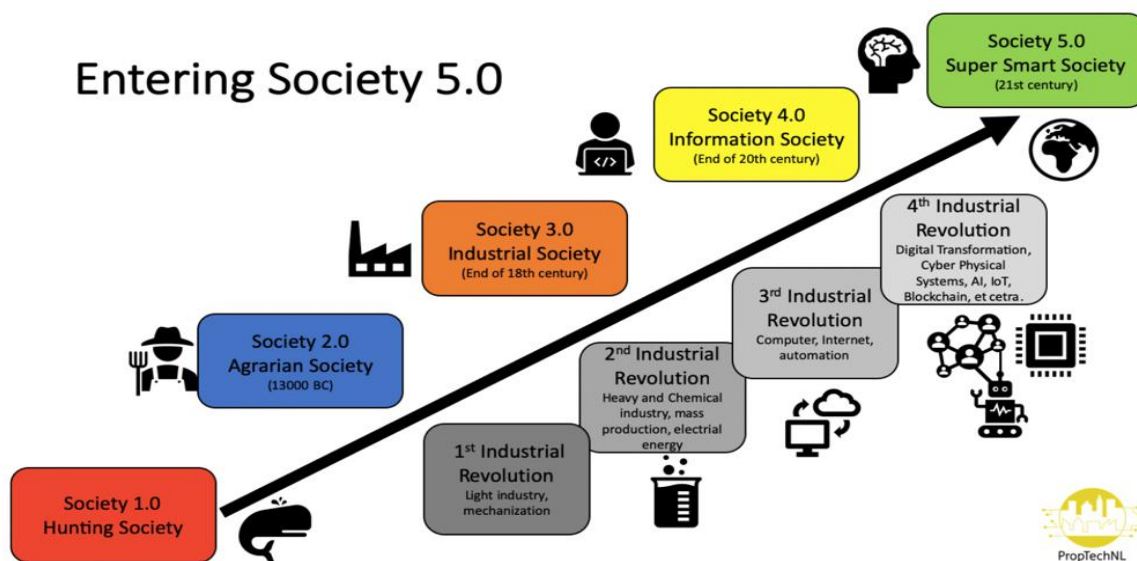 Entering Society 5.0
Society 5.0
Super Smart Society
(21st century)
Society 4.0
Information Society
(End of 20th century)
</>
Society 3.0
Industrial Society
(End of 18th century)
Society 2.0
Agrarian Society
(13000 BC)
Society 1.0
Hunting Society
1st Industrial
Revolution
Light industry,
mechanization
2nd Industrial
Revolution
Heavy and Chemical
industry, mass
production, electrial
energy
3rd Industrial
Revolution
Computer, Internet,
automation
4th Industrial
Revolution
Digital Transformation,
Cyber Physical
Systems, AI, IoT,
Blockchain, et cetra.
PropTechNL